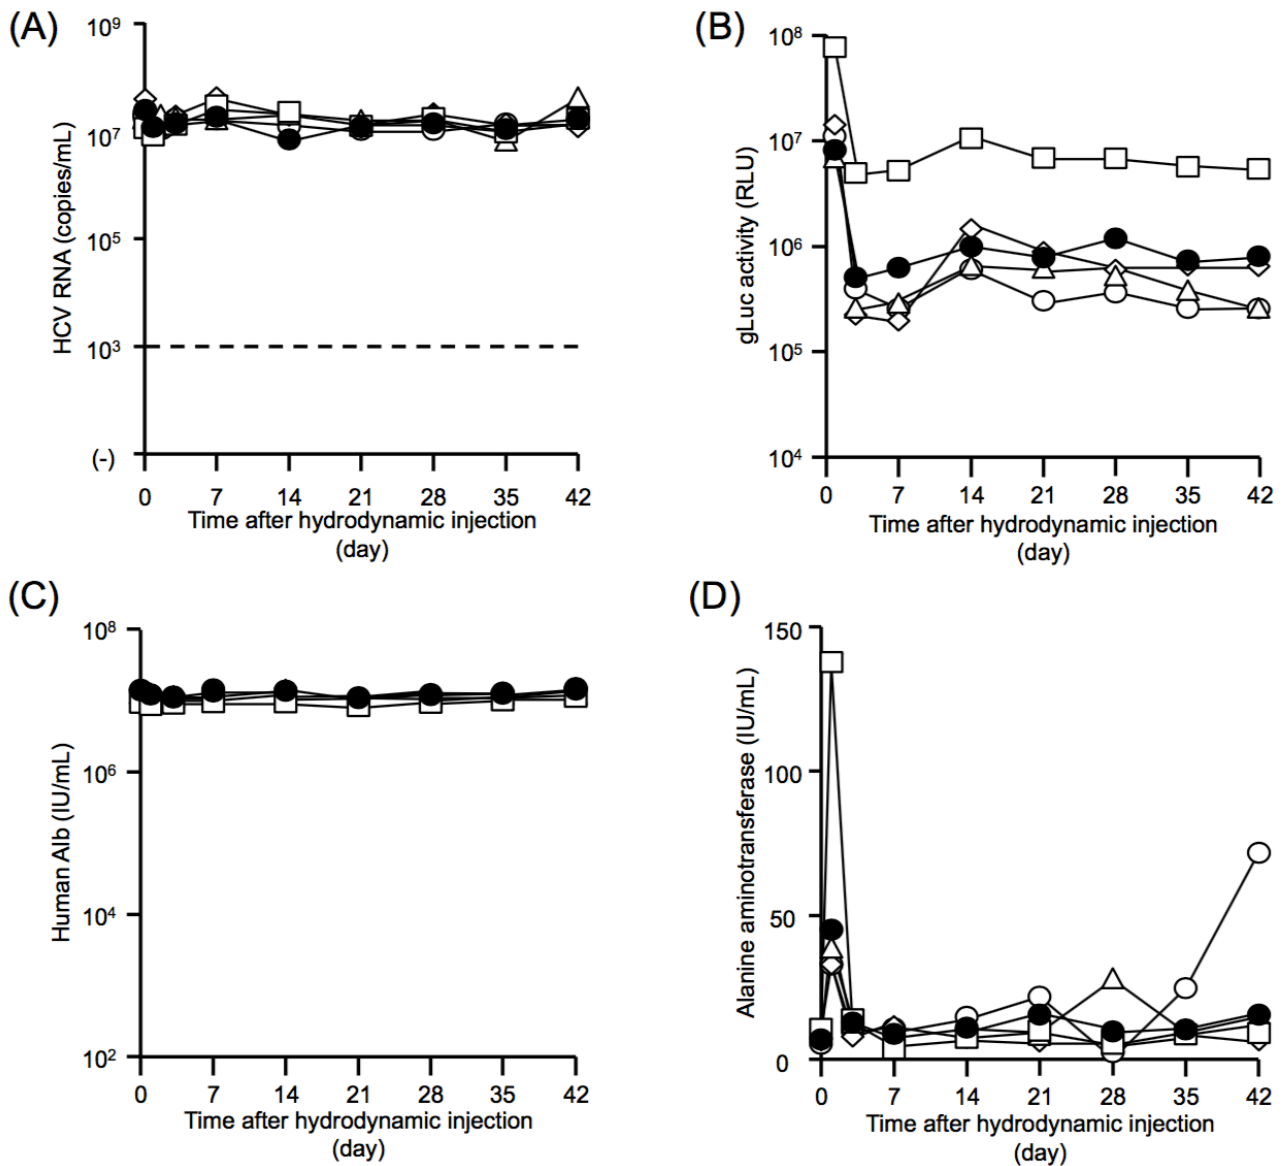 (A)
10⁹
10⁷
10⁵
10³
(-)
HCV RNA (copies/mL)
0 7 14 21 28 35 42
Time after hydrodynamic injection
(day)
(B)
10⁸
10⁷
10⁶
10⁵
10⁴
gLuc activity (RLU)
0 7 14 21 28 35 42
Time after hydrodynamic injection
(day)
(C)
10⁸
10⁶
10⁴
10²
Human Alb (IU/mL)
0 7 14 21 28 35 42
Time after hydrodynamic injection
(day)
(D)
150
100
50
0
Alanine aminotransferase (IU/mL)
0 7 14 21 28 35 42
Time after hydrodynamic injection
(day)